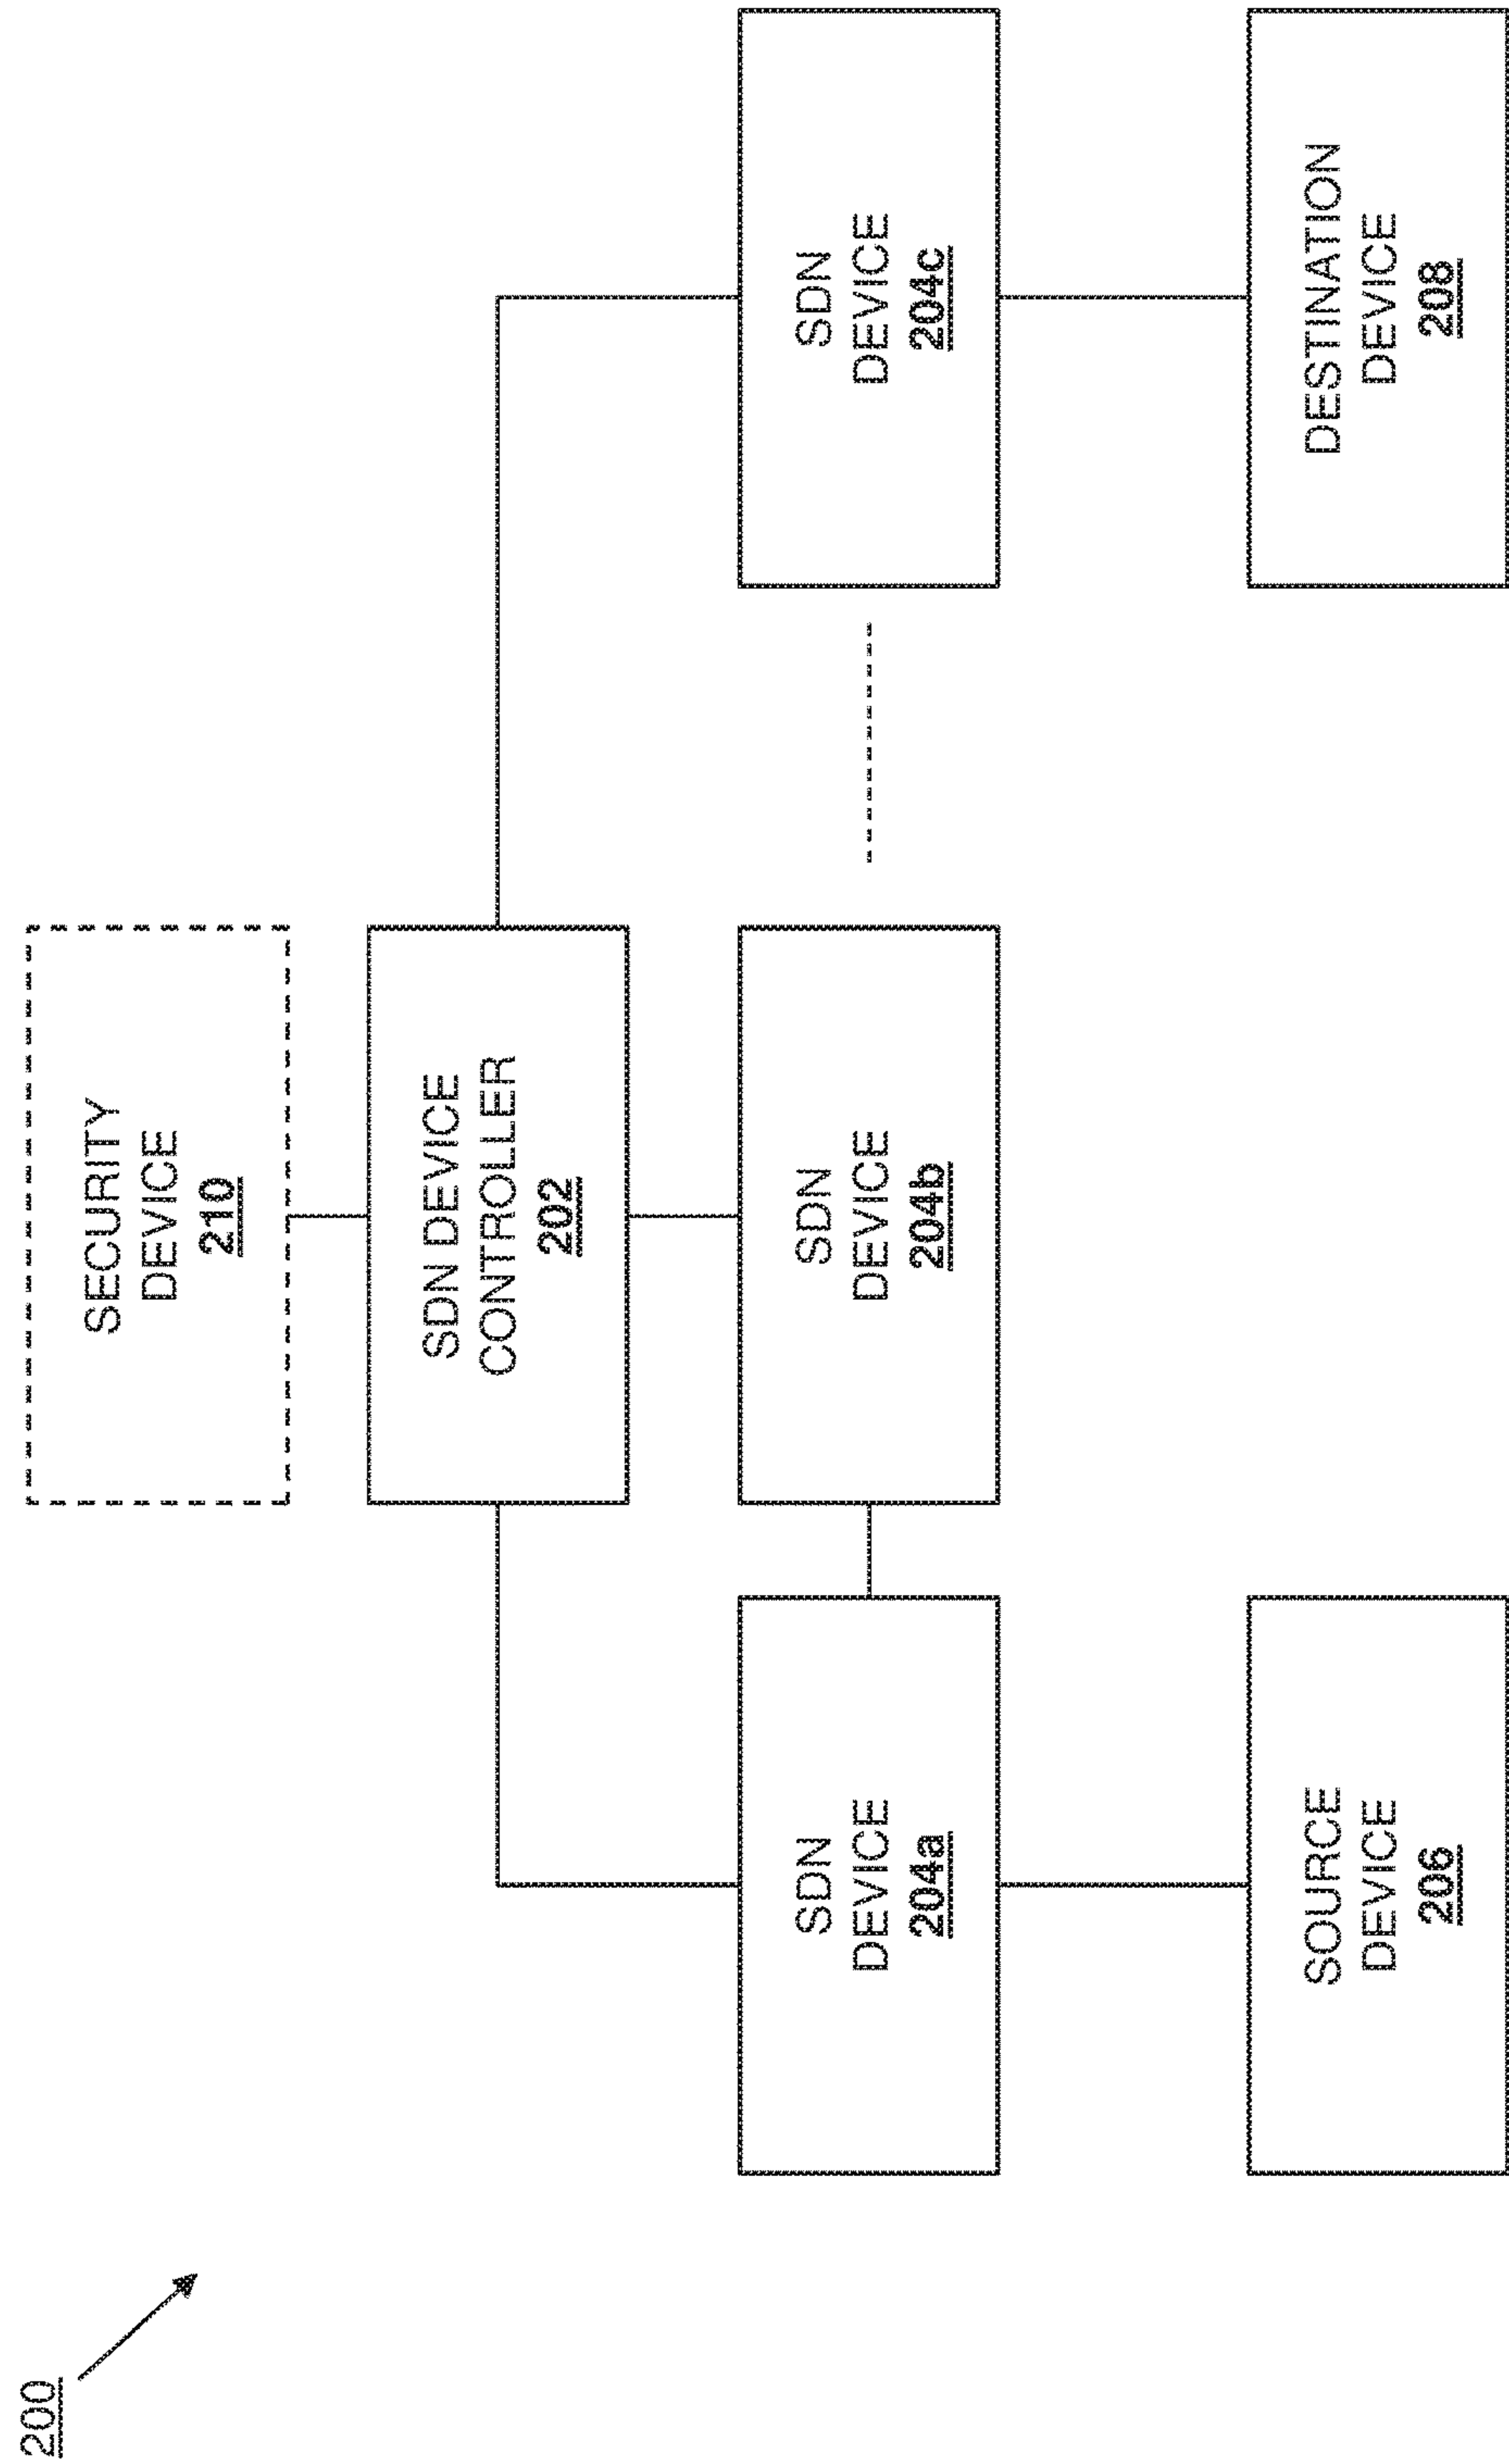 200
SECURITY
DEVICE
210
SDN DEVICE
CONTROLLER
202
SDN
DEVICE
204a
SDN
DEVICE
204b
SDN
DEVICE
204c
SOURCE
DEVICE
206
DESTINATION
DEVICE
208